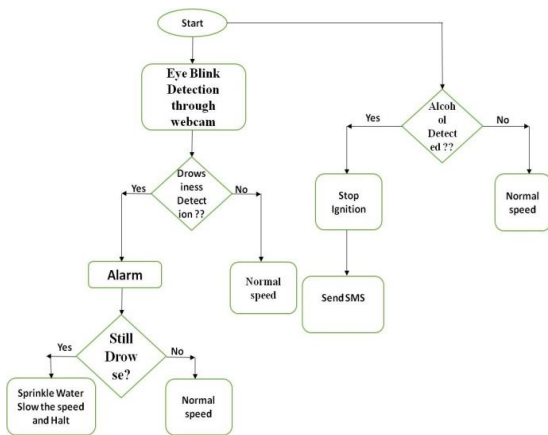 Start
Eye Blink
Detection
through
webcam
Alcoh
ol
Detect
ed ??
Yes
No
Drows
iness
Detect
ion ??
Yes
No
Stop
Ignition
Normal
speed
Alarm
Normal
speed
Send SMS
Still
Drow
se?
Yes
No
Sprinkle Water
Slow the speed
and Halt
Normal
speed